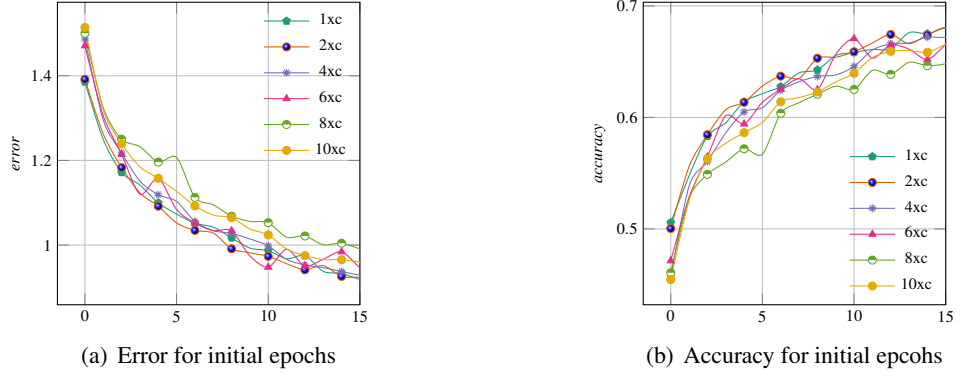 1.4
1.2
1
error
0
5
10
15
1xc
2xc
4xc
6xc
8xc
10xc
(a) Error for initial epochs
0.7
0.6
0.5
accuracy
0
5
10
15
1xc
2xc
4xc
6xc
8xc
10xc
(b) Accuracy for initial epcohs